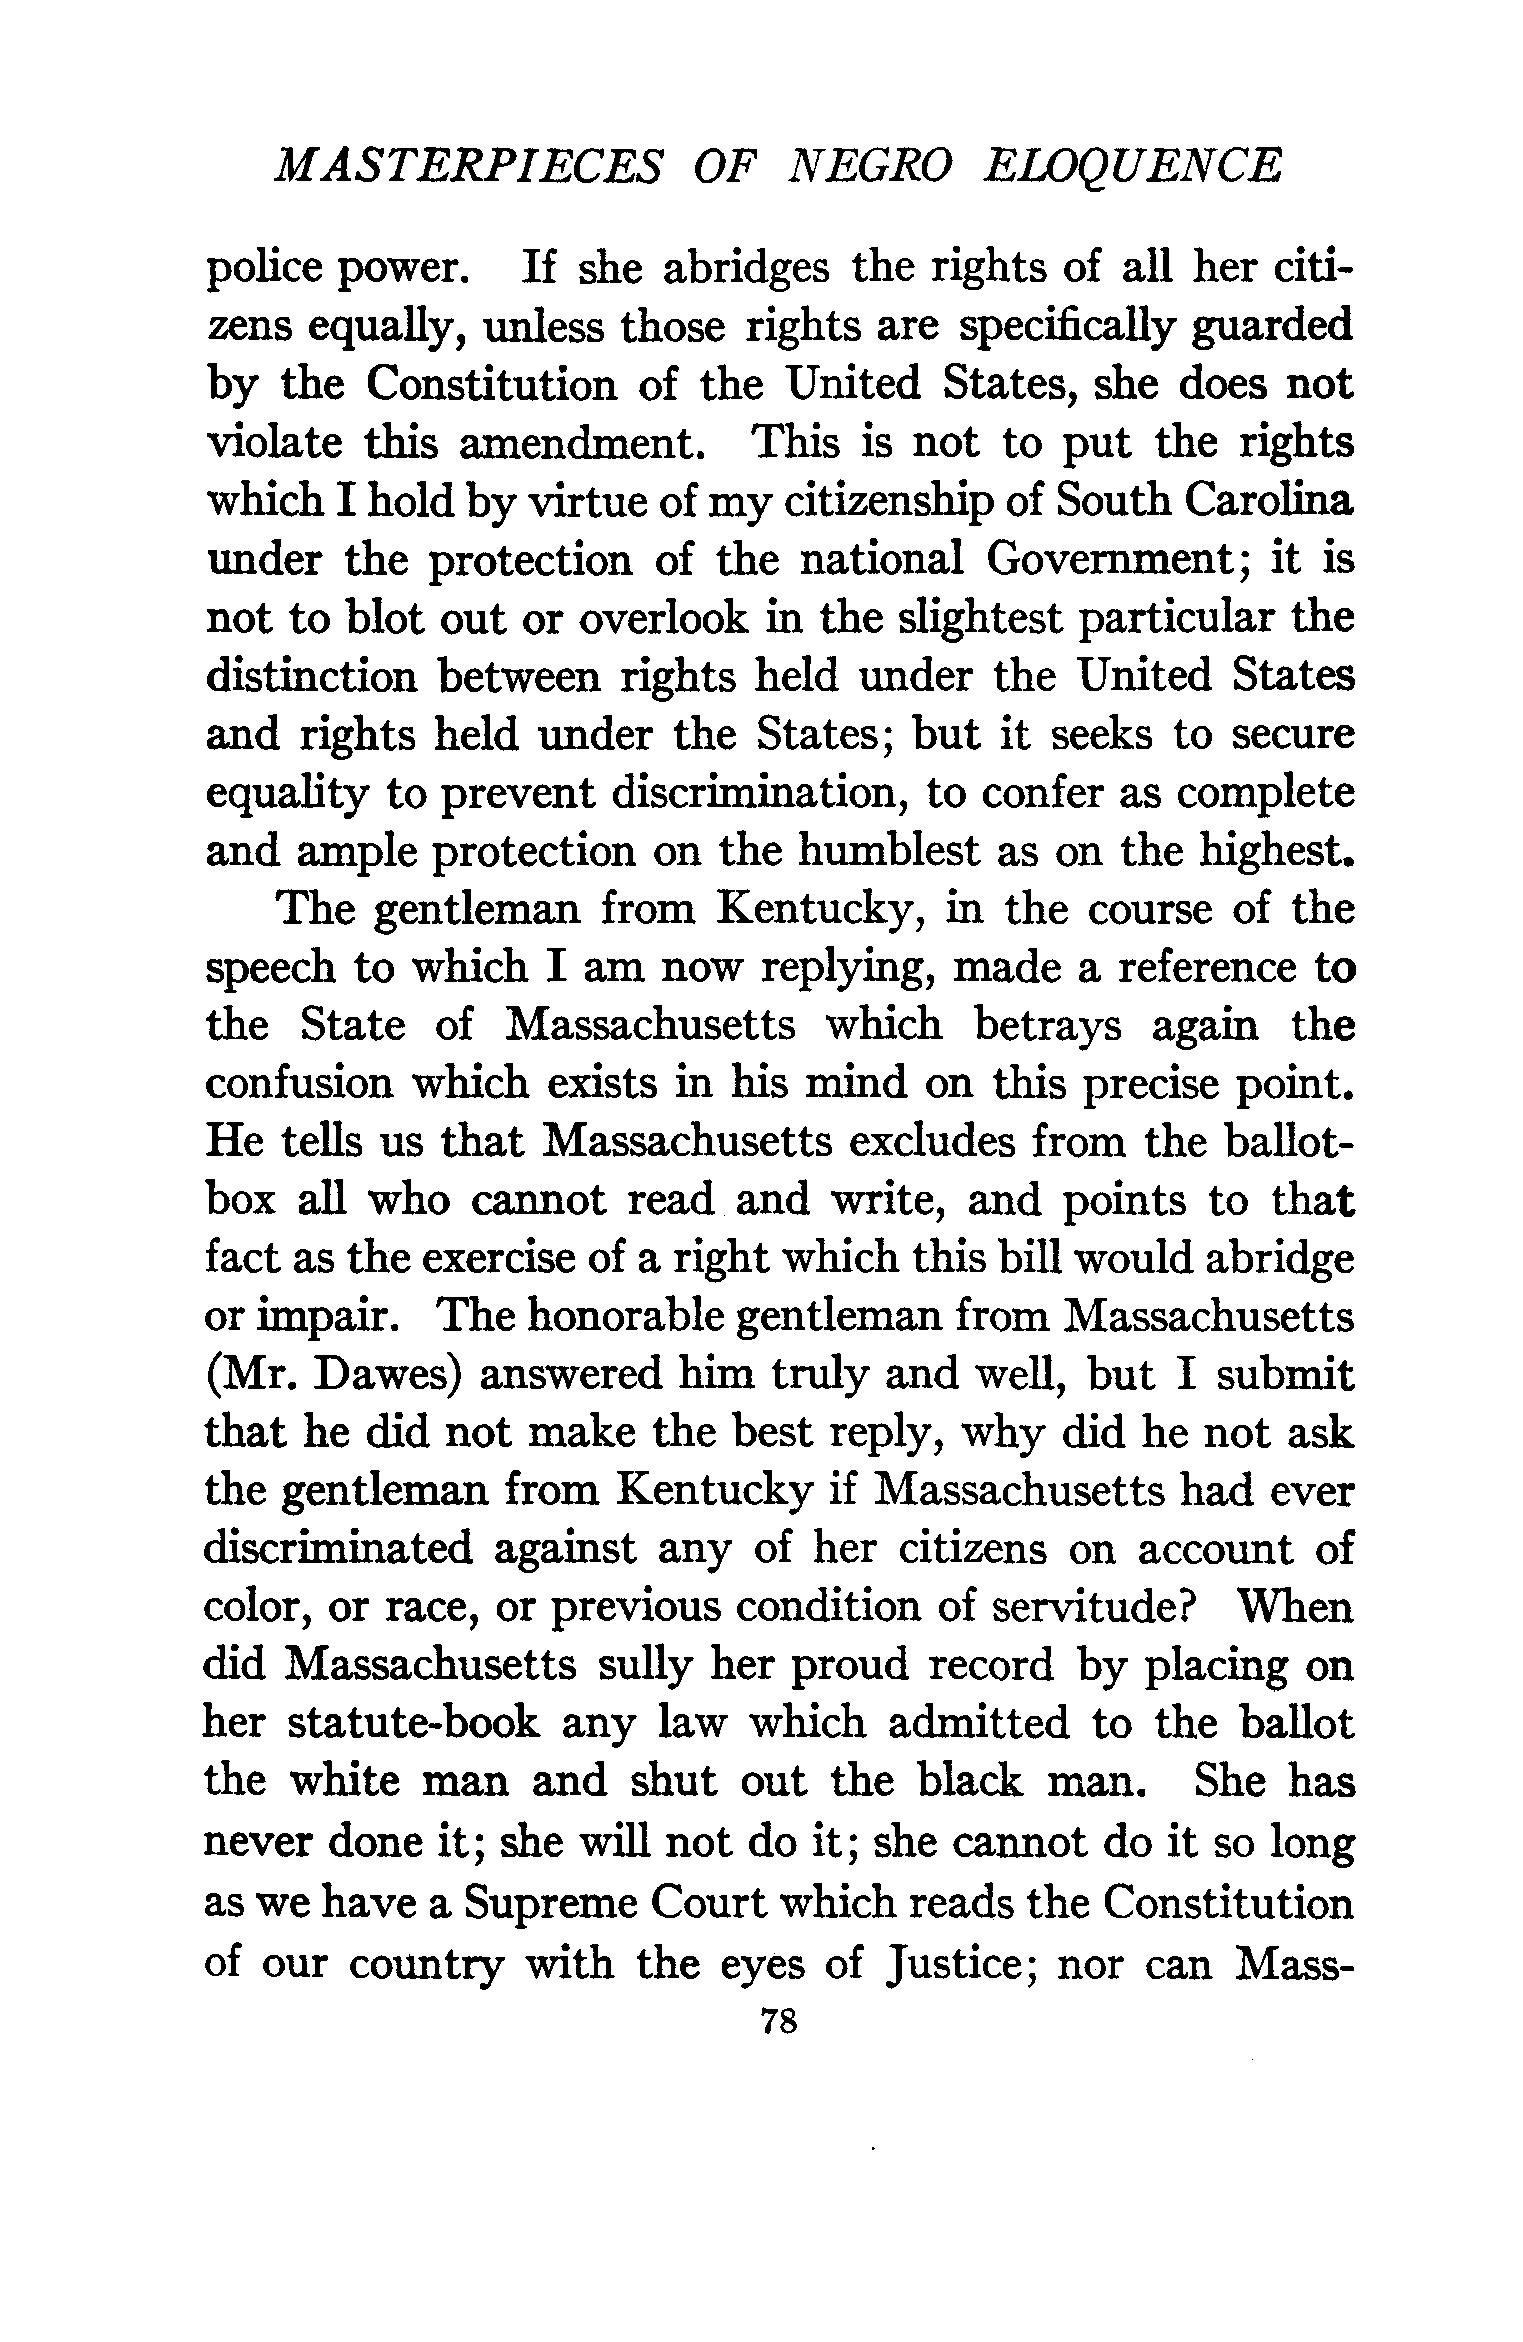 MASTERPIECES OF NEGRO ELOQUENCE
police power. If she abridges the rights of all her citi-
zens equally, unless those rights are specifically guarded
by the Constitution of the United States, she does not
violate this amendment. This is not to put the rights
which I hold by virtue of my citizenship of South Carolina
under the protection of the national Government; it is
not to blot out or overlook in the slightest particular the
distinction between rights held under the United States
and rights held under the States; but it seeks to secure
equality to prevent discrimination, to confer as complete
and ample protection on the humblest as on the highest.
The gentleman from Kentucky, in the course of the
speech to which I am now replying, made a reference to
the State of Massachusetts which betrays again the
confusion which exists in his mind on this precise point.
He tells us that Massachusetts excludes from the ballot-
box all who cannot read and write, and points to that
fact as the exercise of a right which this bill would abridge
or impair. The honorable gentleman from Massachusetts
(Mr. Dawes) answered him truly and well, but I submit
that he did not make the best reply, why did he not ask
the gentleman from Kentucky if Massachusetts had ever
discriminated against any of her citizens on account of
color, or race, or previous condition of servitude? When
did Massachusetts sully her proud record by placing on
her statute-book any law which admitted to the ballot
the white man and shut out the black man. She has
never done it; she will not do it; she cannot do it so long
as we have a Supreme Court which reads the Constitution
of our country with the eyes of Justice; nor can Mass-
78